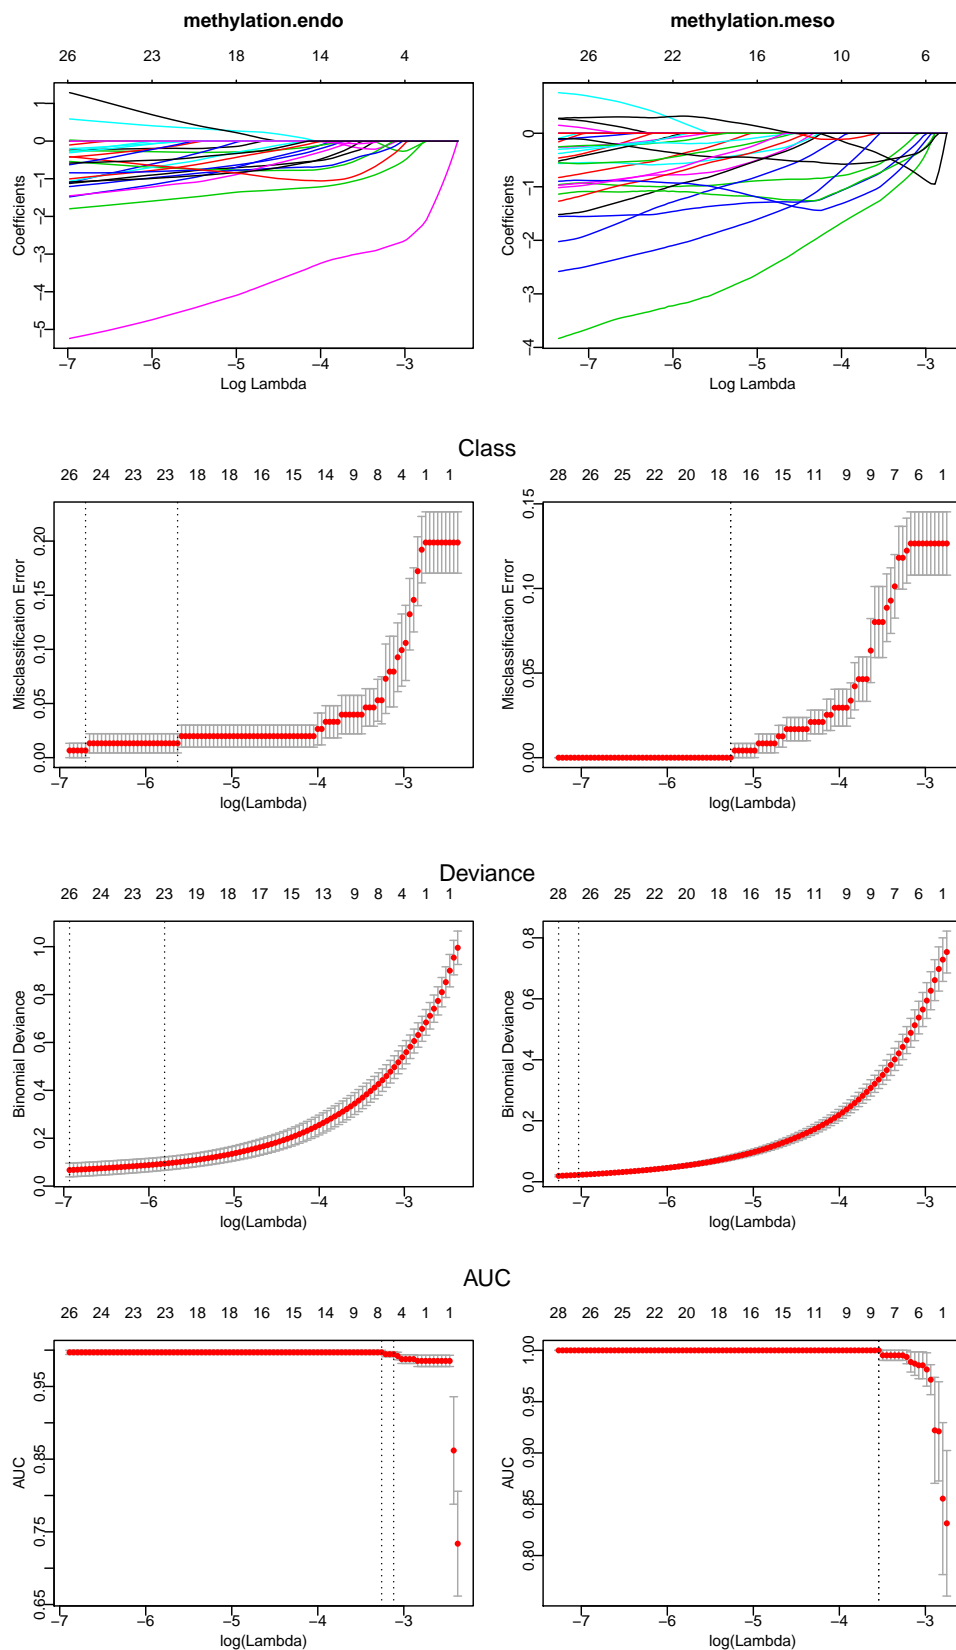 methylation.endo
26 23 18 14 4
1 0 −1 −2 −3 −4 −5
Coefficients
−7 −6 −5 −4 −3
Log Lambda
methylation.meso
26 22 16 10 6
0 −1 −2 −3 −4
Coefficients
−7 −6 −5 −4 −3
Log Lambda
Class
26 24 23 18 18 16 15 14 9 8 4 1 1
0.20 0.15 0.10 0.05 0.00
Misclassification Error
−7 −6 −5 −4 −3
log(Lambda)
28 26 25 22 20 18 16 12 11 9 9 7 6 1
0.15 0.10 0.05 0.00
Misclassification Error
−7 −6 −5 −4 −3
log(Lambda)
Deviance
26 24 23 19 18 17 15 13 8 4 1 1
1.0 0.8 0.6 0.4 0.2 0.0
Binomial Deviance
−7 −6 −5 −4 −3
log(Lambda)
28 26 25 22 20 18 16 15 11 9 9 7 6 1
0.8 0.6 0.4 0.2 0.0
Binomial Deviance
−7 −6 −5 −4 −3
log(Lambda)
AUC
26 24 23 23 18 18 16 15 14 9 8 4 1 1
0.95 0.85 0.75 0.65
AUC
−7 −6 −5 −4 −3
log(Lambda)
28 26 25 22 20 18 16 15 11 9 9 7 6 1
1.00 0.95 0.90 0.85 0.80
AUC
−7 −6 −5 −4 −3
log(Lambda)